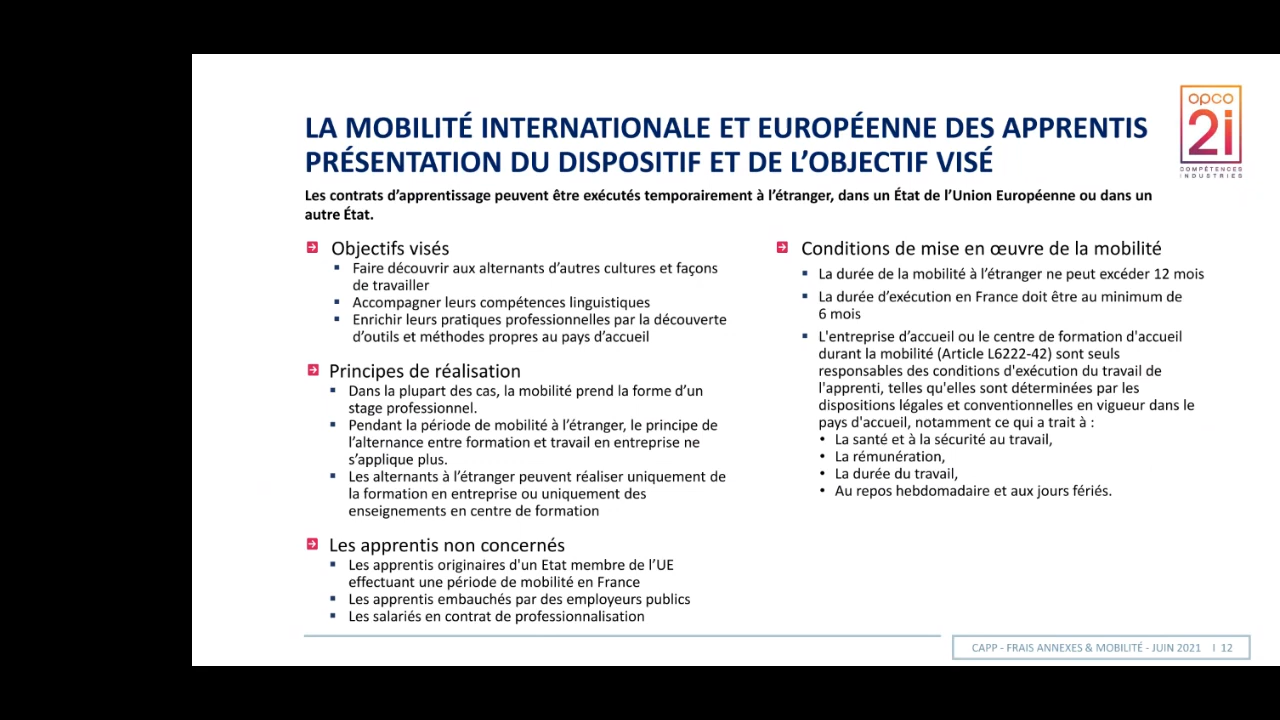 LA MOBILITÉ INTERNATIONALE ET EUROPÉENNE DES APPRENTIS
PRÉSENTATION DU DISPOSITIF ET DE L’OBJECTIF VISÉ
opco
2i
COMPÉTENCES
INDUSTRIES
Les contrats d’apprentissage peuvent être exécutés temporairement à l’étranger, dans un État de l’Union Européenne ou dans un
autre État.
Objectifs visés
▪ Faire découvrir aux alternants d’autres cultures et façons
de travailler
▪ Accompagner leurs compétences linguistiques
▪ Enrichir leurs pratiques professionnelles par la découverte
d’outils et méthodes propres au pays d’accueil
Principes de réalisation
▪ Dans la plupart des cas, la mobilité prend la forme d’un
stage professionnel.
▪ Pendant la période de mobilité à l’étranger, le principe de
l’alternance entre formation et travail en entreprise ne
s’applique plus.
▪ Les alternants à l’étranger peuvent réaliser uniquement de
la formation en entreprise ou uniquement des
enseignements en centre de formation
Les apprentis non concernés
▪ Les apprentis originaires d'un Etat membre de l’UE
effectuant une période de mobilité en France
▪ Les apprentis embauchés par des employeurs publics
▪ Les salariés en contrat de professionnalisation
Conditions de mise en œuvre de la mobilité
▪ La durée de la mobilité à l’étranger ne peut excéder 12 mois
▪ La durée d’exécution en France doit être au minimum de
6 mois
▪ L'entreprise d’accueil ou le centre de formation d'accueil
durant la mobilité (Article L6222-42) sont seuls
responsables des conditions d'exécution du travail de
l'apprenti, telles qu'elles sont déterminées par les
dispositions légales et conventionnelles en vigueur dans le
pays d'accueil, notamment ce qui a trait à :
• La santé et à la sécurité au travail,
• La rémunération,
• La durée du travail,
• Au repos hebdomadaire et aux jours fériés.
CAPP - FRAIS ANNEXES & MOBILITÉ - JUIN 2021 I 12